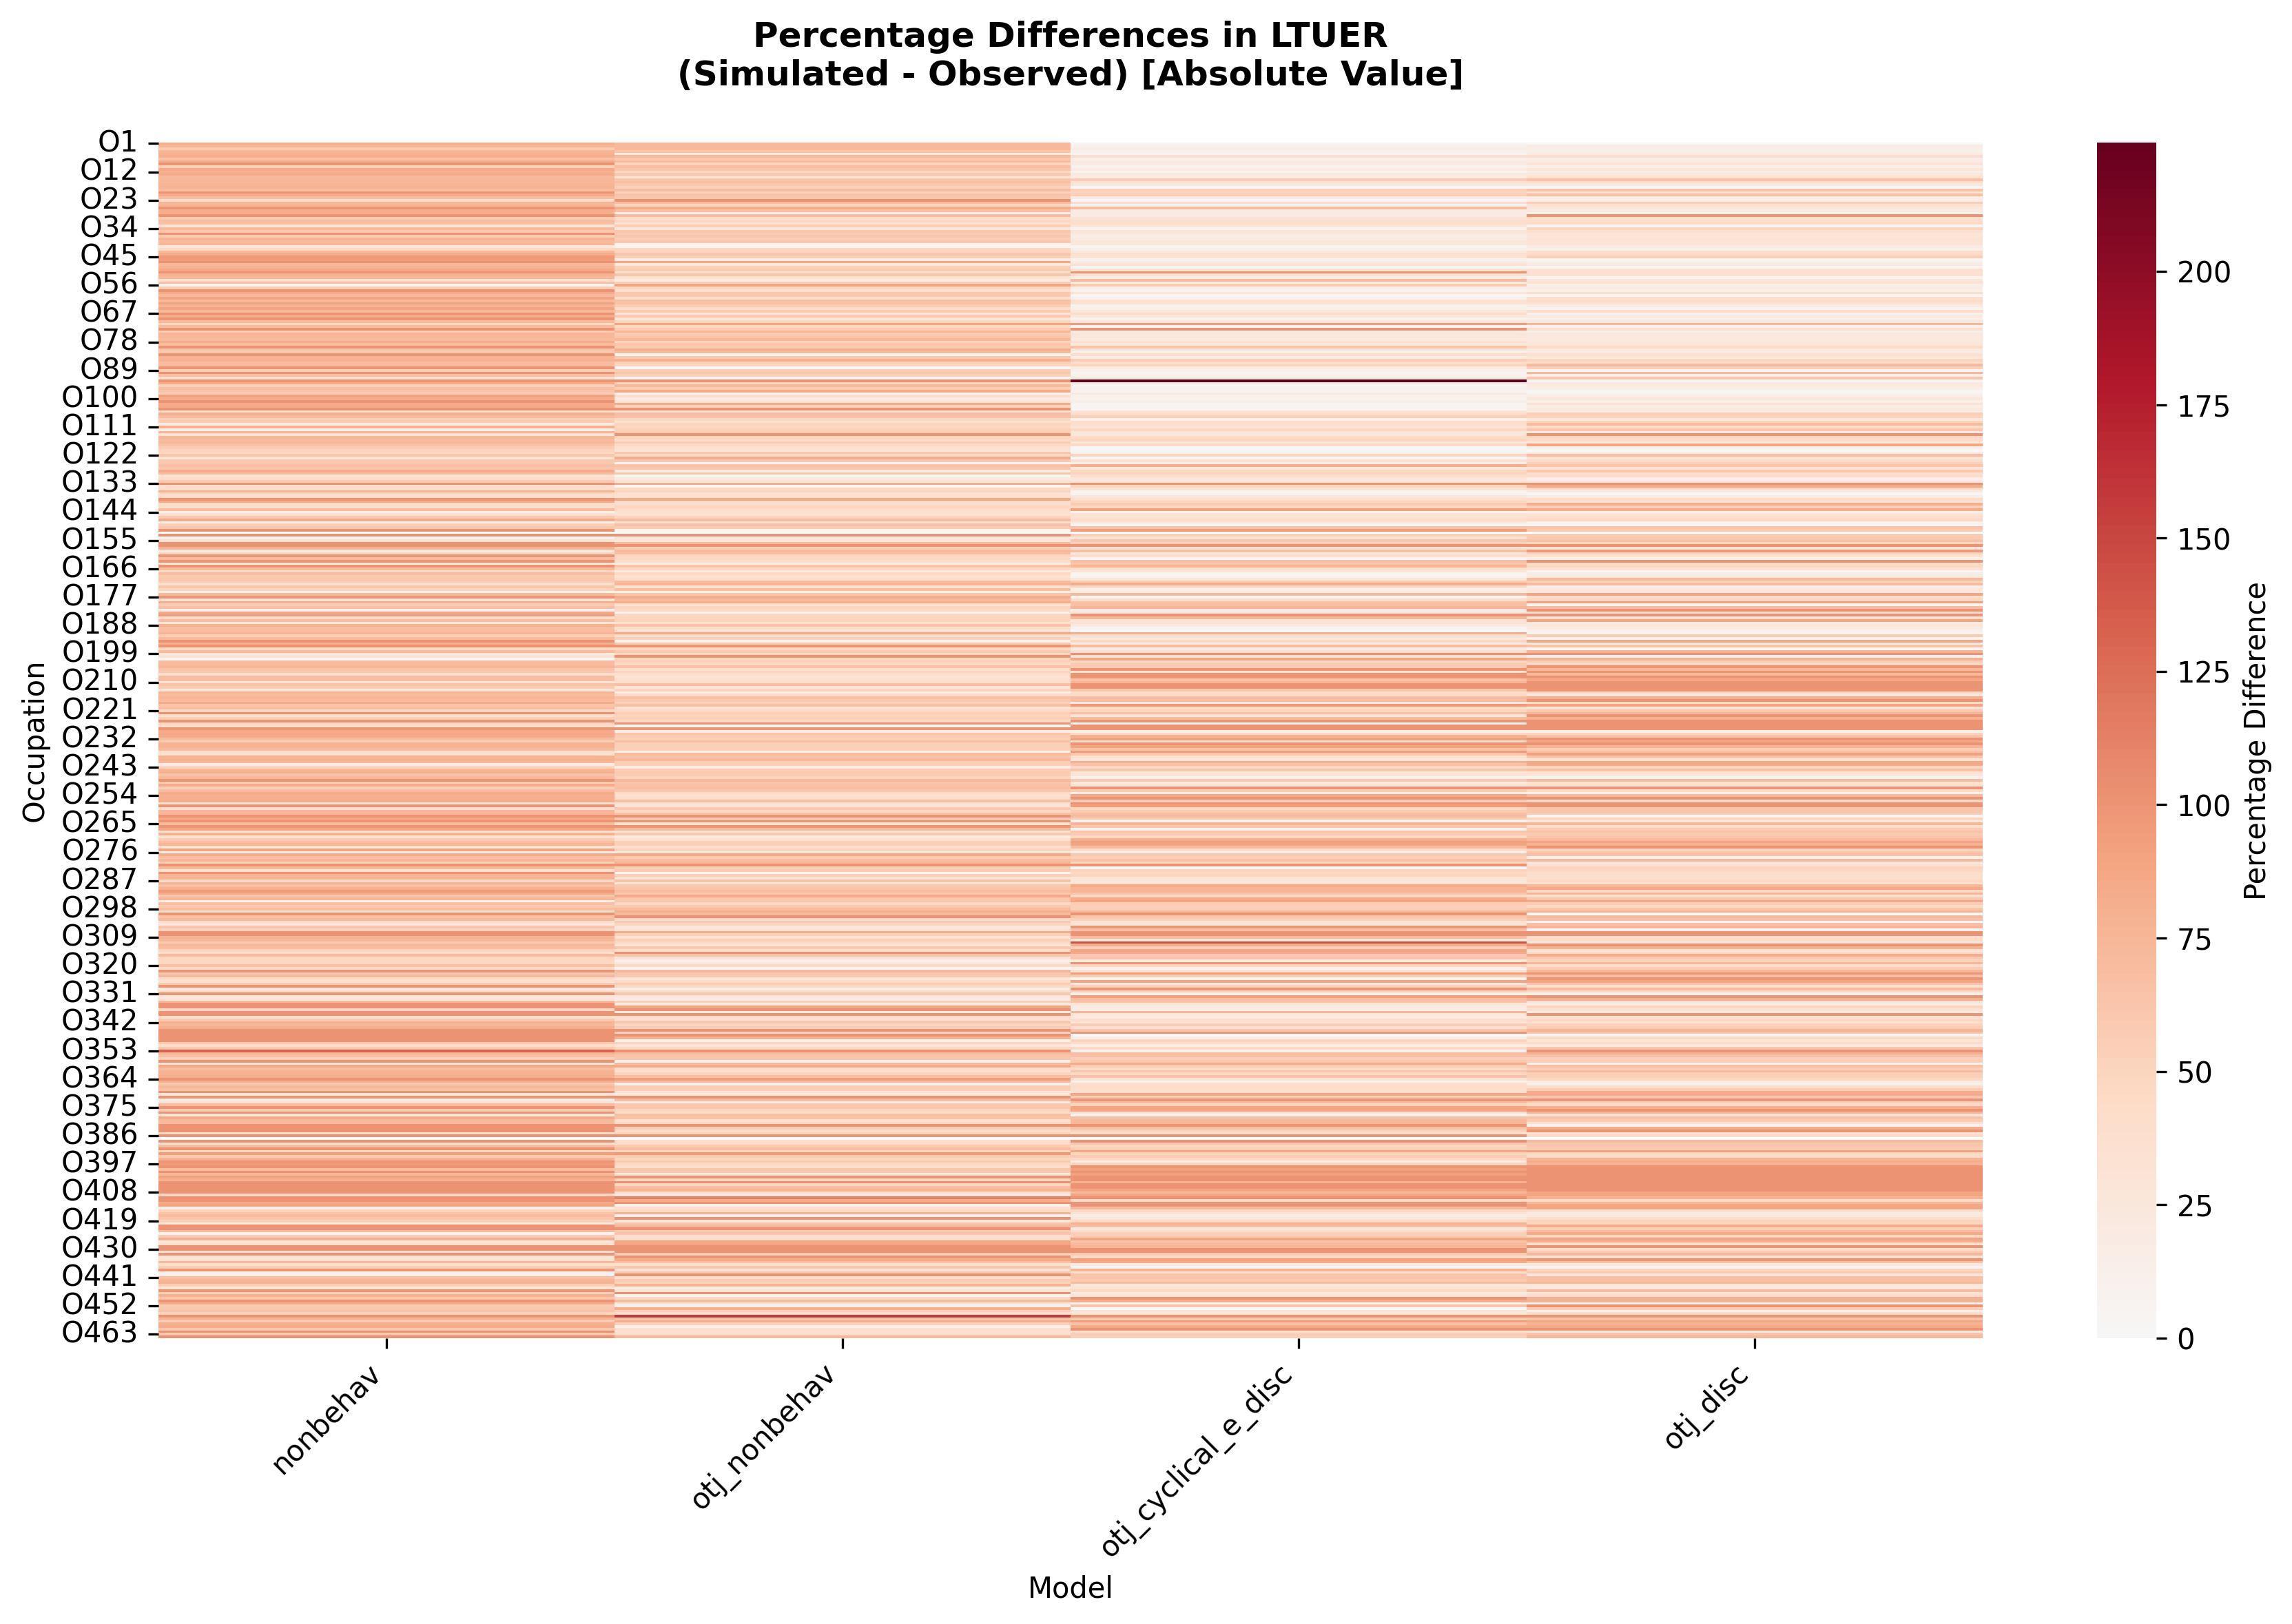 Percentage Differences in LTUER
(Simulated - Observed) [Absolute Value]
Occupation
O1
O12
O23
O34
O45
O56
O67
O78
O89
O100
O111
O122
O133
O144
O155
O166
O177
O188
O199
O210
O221
O232
O243
O254
O265
O276
O287
O298
O309
O320
O331
O342
O353
O364
O375
O386
O397
O408
O419
O430
O441
O452
O463
nonbehav
otj_nonbehav
otj_cyclical_e_disc
otj_disc
Model
200
175
150
125
100
75
50
25
0
Percentage Difference